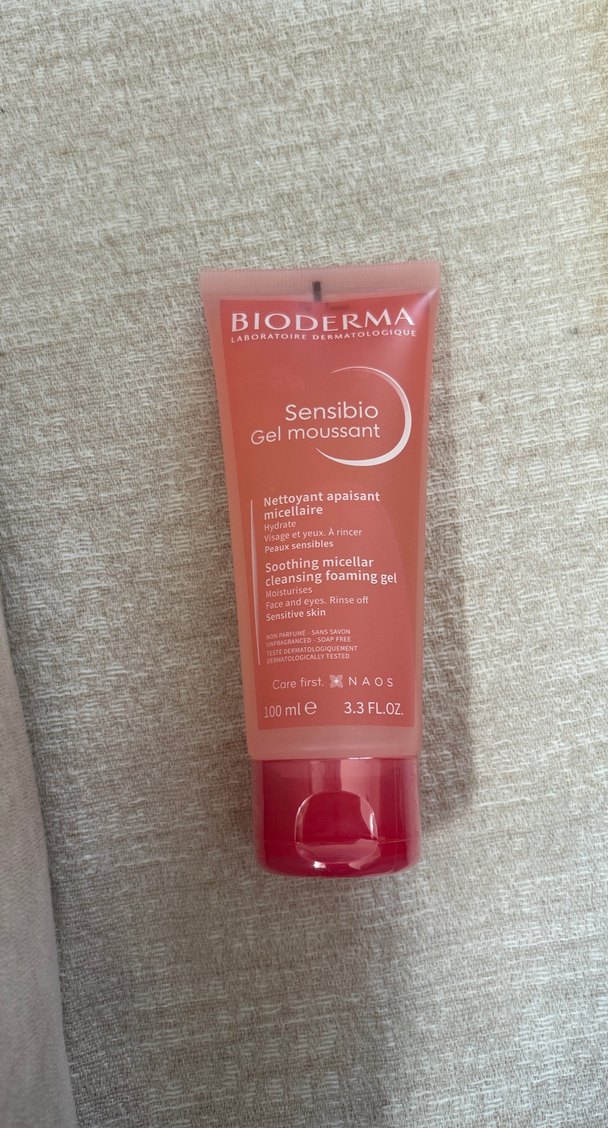 BIODERMA
LABORATOIRE DERMATOLOGIQUE
Sensibio
Gel moussant
Nettoyant apaisant
micellaire
Hydrate
Visage et yeux. À rincer
Peaux sensibles
Soothing micellar
cleansing foaming gel
Moisturises
Face and eyes. Rinse off
Sensitive skin
NON PARFUMÉ - SANS SAVON
UNFRAGRANCED - SOAP FREE
TESTÉ DERMATOLOGIQUEMENT
DERMATOLOGICALLY TESTED
Care first. NAOS
100 ml ℮ 3.3 FL.OZ.